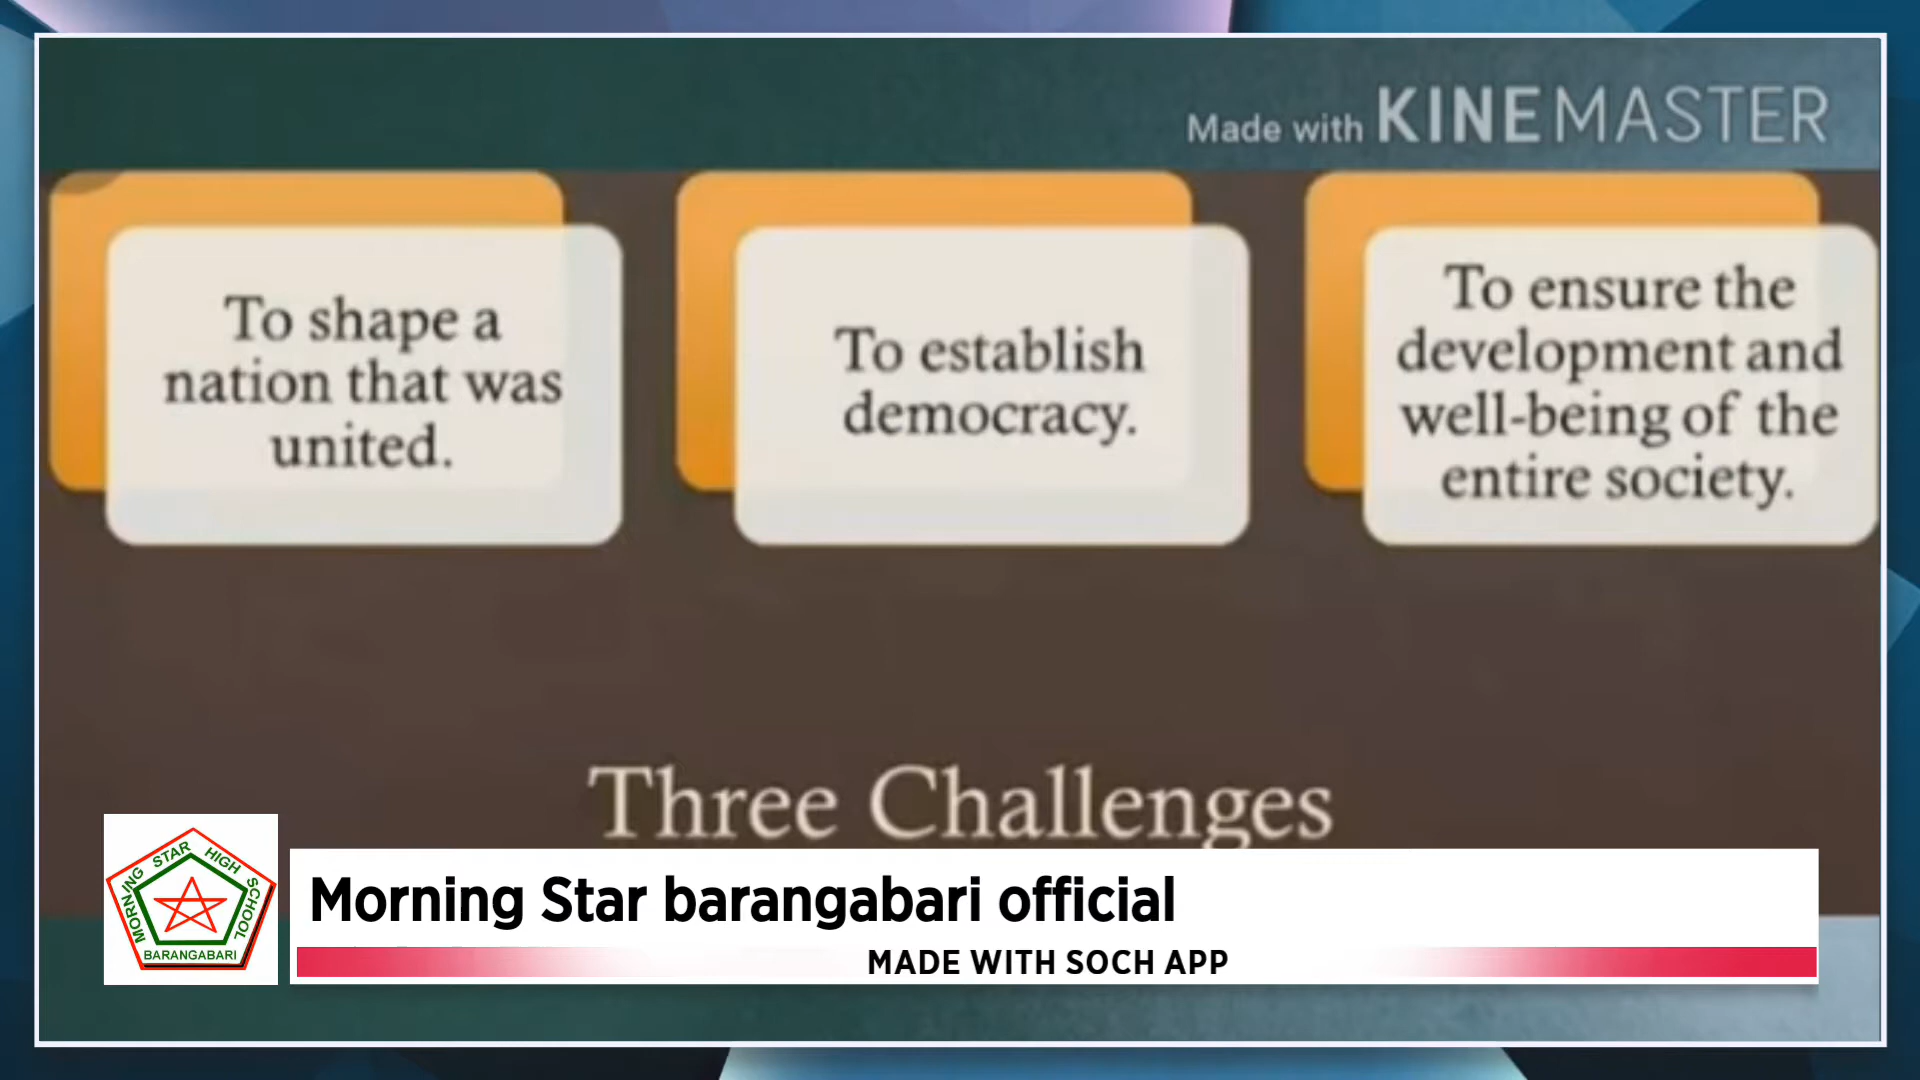 Made with KINEMASTER
To shape a
nation that was
united.
To establish
democracy.
To ensure the
development and
well-being of the
entire society.
Three Challenges
MORNING STAR HIGH SCHOOL
BARANGABARI
Morning Star barangabari official
MADE WITH SOCH APP